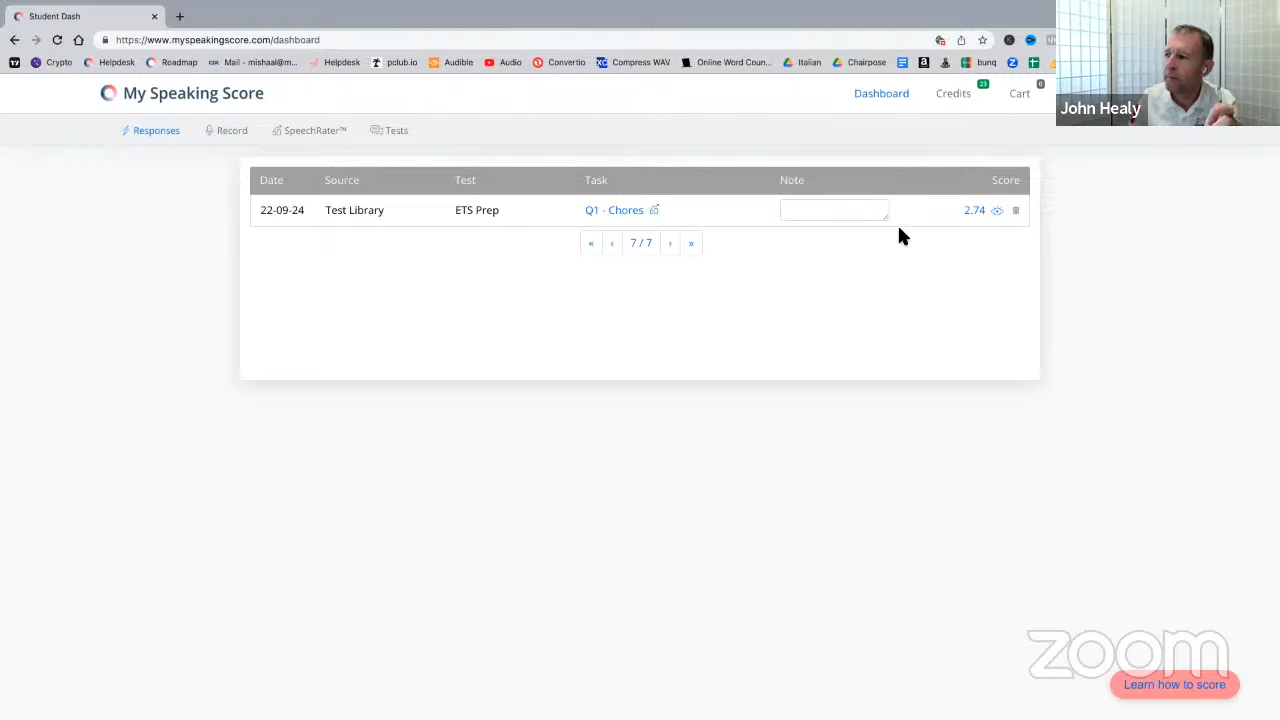 Student Dash
https://www.myspeakingscore.com/dashboard
Crypto Helpdesk Roadmap Mail - mishaal@m... Helpdesk pclub.io Audible Audio Convertio Compress WAV Online Word Coun... Italian Chairpose bunq
My Speaking Score
Dashboard Credits 23 Cart 0
John Healy
Responses Record SpeechRater™ Tests
Date Source Test Task Note Score
22-09-24 Test Library ETS Prep Q1 - Chores 2.74
« ‹ 7 / 7 › »
zoom
Learn how to score